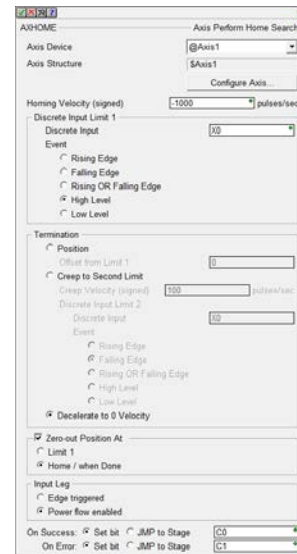 AXHOME Axis Perform Home Search
Axis Device @Axis1
Axis Structure $Axis1
Configure Axis...
Homing Velocity (signed) -1000 pulses/sec
Discrete Input Limit 1
Discrete Input X0
Event
Rising Edge
Falling Edge
Rising OR Falling Edge
High Level
Low Level
Termination
Position
Offset from Limit 1 0
Creep to Second Limit
Creep Velocity (signed) 100 pulses/sec
Discrete Input Limit 2
Discrete Input X0
Event
Rising Edge
Falling Edge
Rising OR Falling Edge
High Level
Low Level
Decelerate to 0 Velocity
Zero-out Position At
Limit 1
Home / when Done
Input Leg
Edge triggered
Power flow enabled
On Success: Set bit JMP to Stage C0
On Error: Set bit JMP to Stage C1